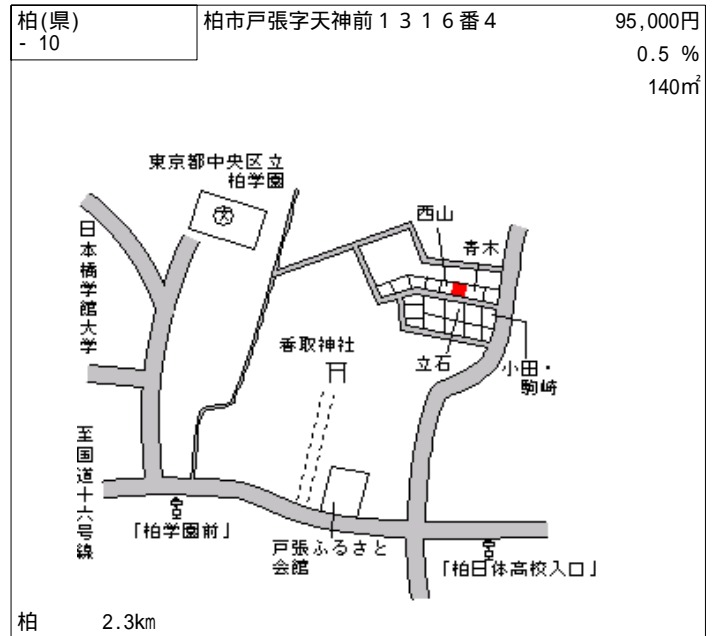 柏(県)
- 10
柏市戸張字天神前１３１６番4
95,000円
0.5 %
140㎡
東京都中央区立
柏学園
日本橋学館大学
西山
青木
香取神社
立石
小田・
駒崎
至国道十六号線
「柏学園前」
戸張ふるさと
会館
「柏日体高校入口」
柏 2.3km